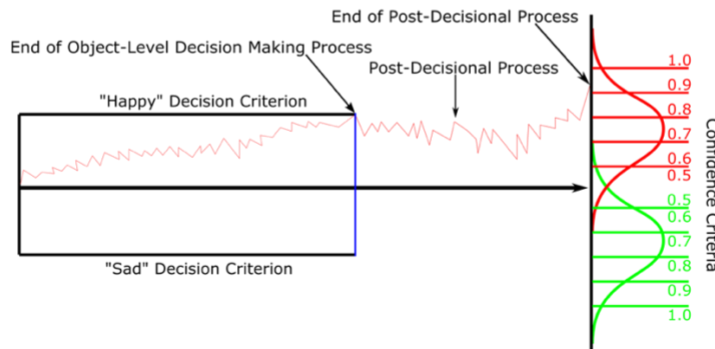 End of Post-Decisional Process
End of Object-Level Decision Making Process
Post-Decisional Process
"Happy" Decision Criterion
"Sad" Decision Criterion
1.0
0.9
0.8
0.7
0.6
0.5
0.5
0.6
0.7
0.8
0.9
1.0
Confidence Criteria